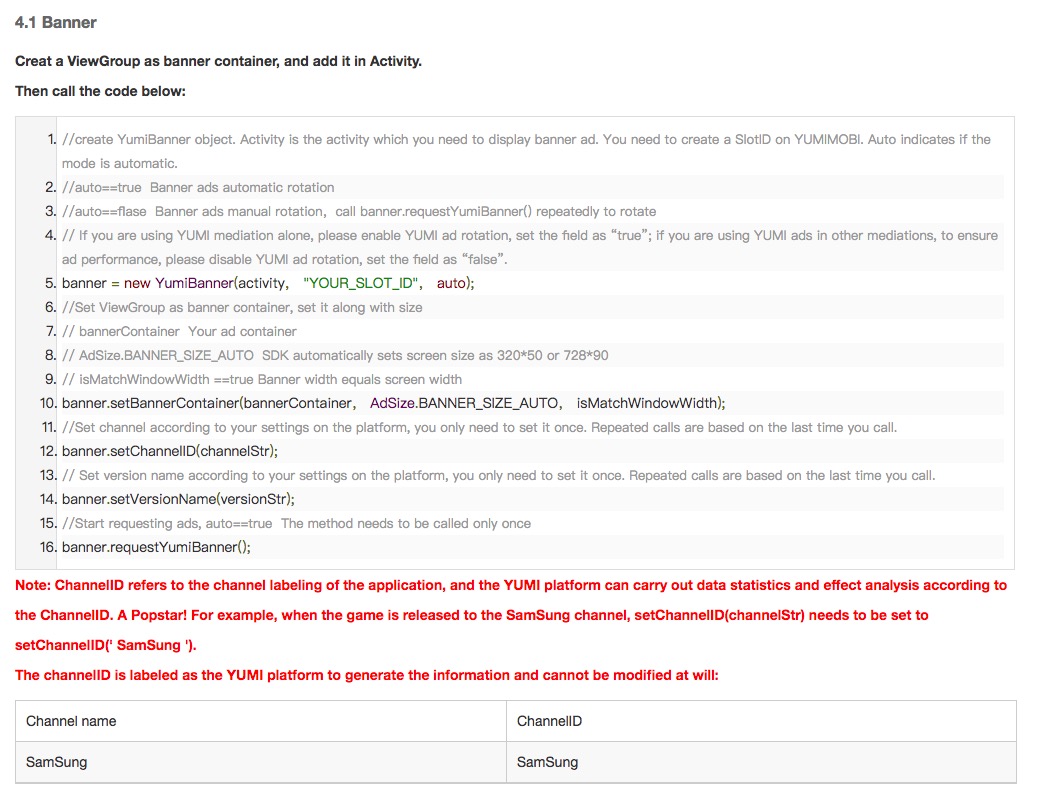 4.1 Banner
Creat a ViewGroup as banner container, and add it in Activity.
Then call the code below:
1. //create YumiBanner object. Activity is the activity which you need to display banner ad. You need to create a SlotID on YUMIMOBI. Auto indicates if the
mode is automatic.
2. //auto==true  Banner ads automatic rotation
3. //auto==flase  Banner ads manual rotation,  call banner.requestYumiBanner() repeatedly to rotate
4. // If you are using YUMI mediation alone, please enable YUMI ad rotation, set the field as “true”; if you are using YUMI ads in other mediations, to ensure
ad performance, please disable YUMI ad rotation, set the field as “false”.
5. banner = new YumiBanner(activity,   "YOUR_SLOT_ID",   auto);
6. //Set ViewGroup as banner container, set it along with size
7. // bannerContainer  Your ad container
8. // AdSize.BANNER_SIZE_AUTO  SDK automatically sets screen size as 320*50 or 728*90
9. // isMatchWindowWidth ==true Banner width equals screen width
10. banner.setBannerContainer(bannerContainer,   AdSize.BANNER_SIZE_AUTO,   isMatchWindowWidth);
11. //Set channel according to your settings on the platform, you only need to set it once. Repeated calls are based on the last time you call.
12. banner.setChannelID(channelStr);
13. // Set version name according to your settings on the platform, you only need to set it once. Repeated calls are based on the last time you call.
14. banner.setVersionName(versionStr);
15. //Start requesting ads, auto==true  The method needs to be called only once
16. banner.requestYumiBanner();
Note: ChannelID refers to the channel labeling of the application, and the YUMI platform can carry out data statistics and effect analysis according to
the ChannelID. A Popstar! For example, when the game is released to the SamSung channel, setChannelID(channelStr) needs to be set to
setChannelID(' SamSung ').
The channelID is labeled as the YUMI platform to generate the information and cannot be modified at will:
Channel name ChannelID
SamSung SamSung